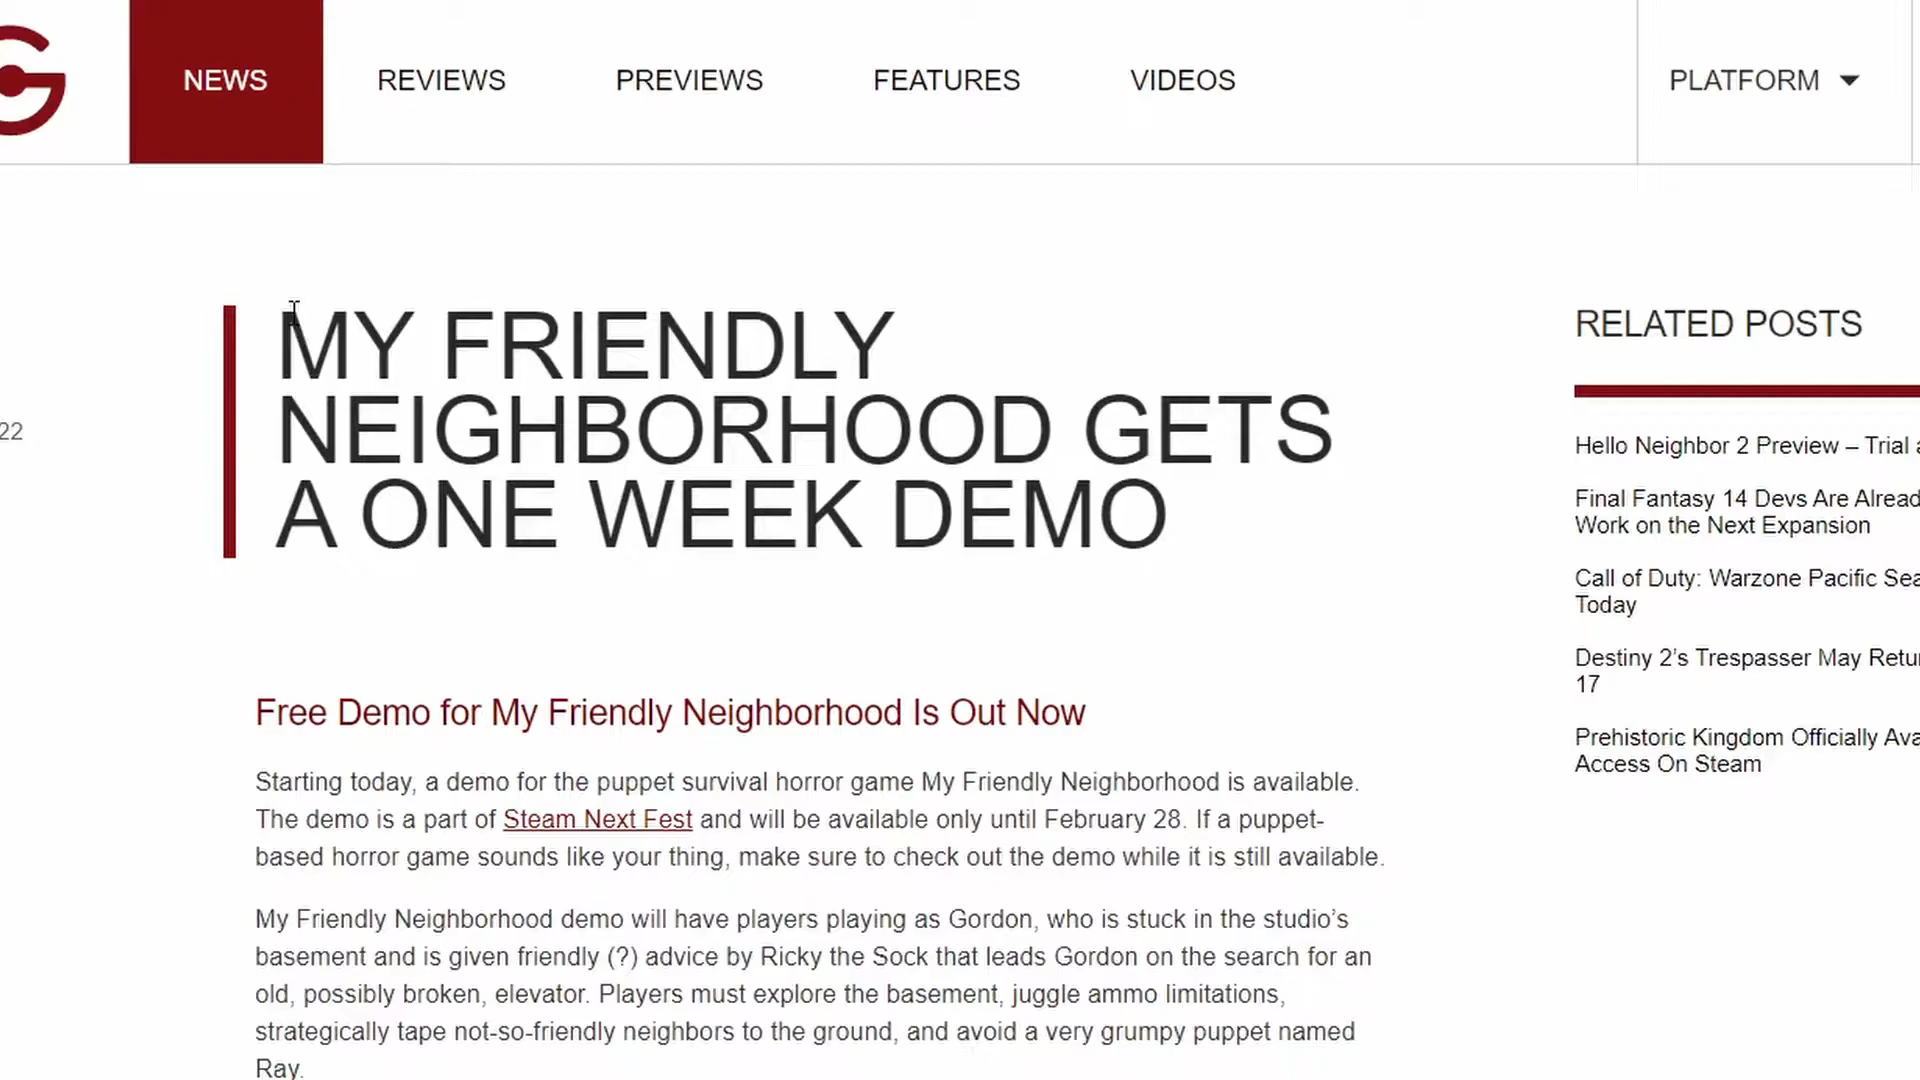 NEWS
REVIEWS
PREVIEWS
FEATURES
VIDEOS
PLATFORM
22
MY FRIENDLY
NEIGHBORHOOD GETS
A ONE WEEK DEMO
Free Demo for My Friendly Neighborhood Is Out Now
Starting today, a demo for the puppet survival horror game My Friendly Neighborhood is available.
The demo is a part of Steam Next Fest and will be available only until February 28. If a puppet-
based horror game sounds like your thing, make sure to check out the demo while it is still available.
My Friendly Neighborhood demo will have players playing as Gordon, who is stuck in the studio’s
basement and is given friendly (?) advice by Ricky the Sock that leads Gordon on the search for an
old, possibly broken, elevator. Players must explore the basement, juggle ammo limitations,
strategically tape not-so-friendly neighbors to the ground, and avoid a very grumpy puppet named
Ray.
RELATED POSTS
Hello Neighbor 2 Preview – Trial
Final Fantasy 14 Devs Are
Work on the Next Expansion
Call of Duty: Warzone Pacific
Today
Destiny 2’s Trespasser May
17
Prehistoric Kingdom Officially
Access On Steam